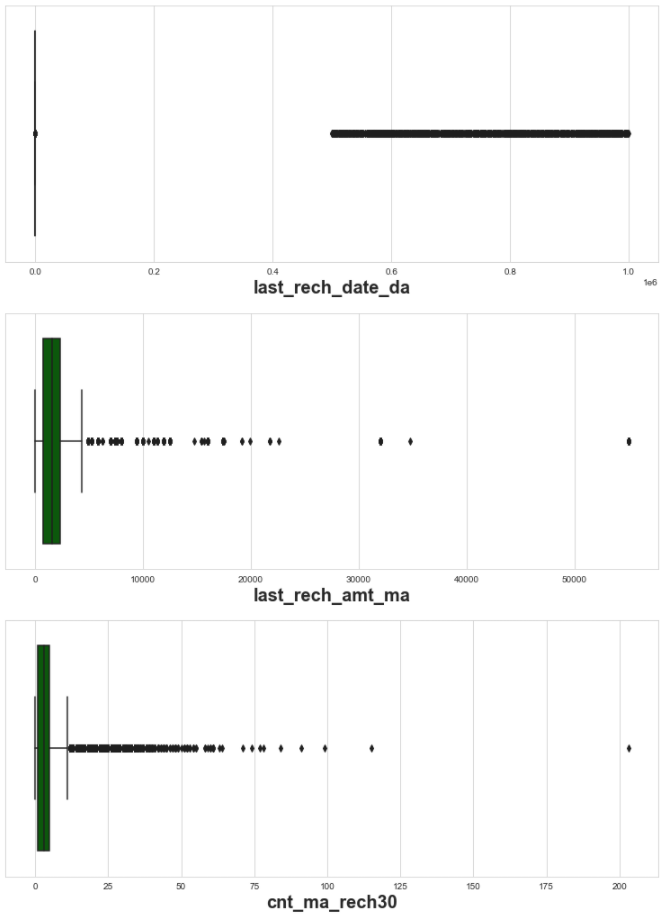 0.0 0.2 0.4 0.6 0.8 1.0
1e6
last_rech_date_da
0 10000 20000 30000 40000 50000
last_rech_amt_ma
0 25 50 75 100 125 150 175 200
cnt_ma_rech30